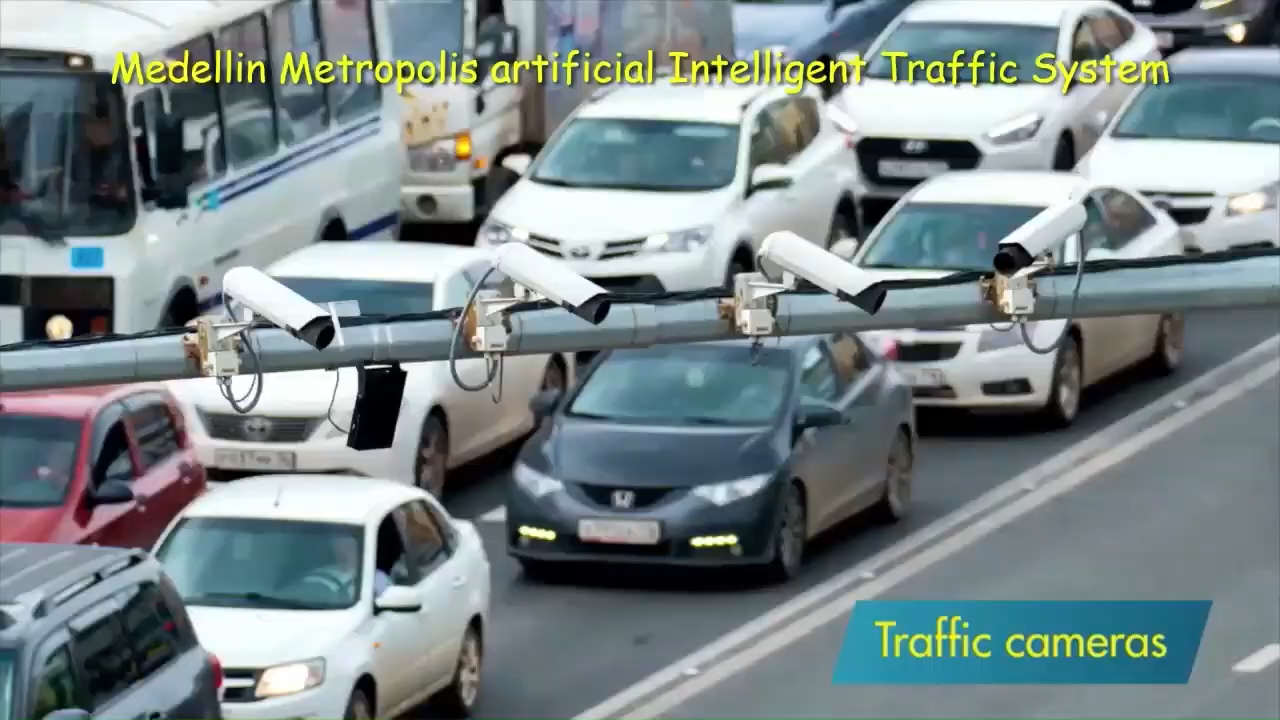 Medellin Metropolis artificial Intelligent Traffic System
Traffic cameras